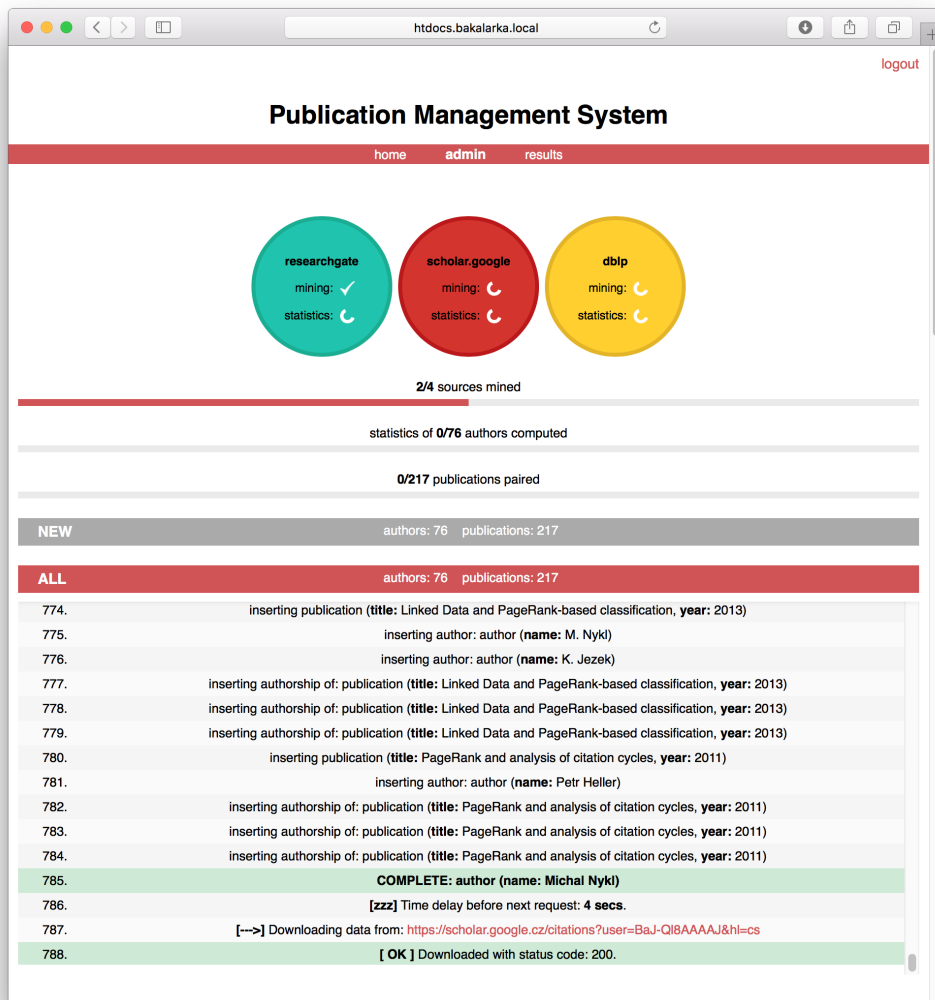 htdocs.bakalarka.local
logout
Publication Management System
home admin results
researchgate
mining:
statistics:
scholar.google
mining:
statistics:
dblp
mining:
statistics:
2/4 sources mined
statistics of 0/76 authors computed
0/217 publications paired
NEW authors: 76 publications: 217
ALL authors: 76 publications: 217
774. inserting publication (title: Linked Data and PageRank-based classification, year: 2013)
775. inserting author: author (name: M. Nykl)
776. inserting author: author (name: K. Jezek)
777. inserting authorship of: publication (title: Linked Data and PageRank-based classification, year: 2013)
778. inserting authorship of: publication (title: Linked Data and PageRank-based classification, year: 2013)
779. inserting authorship of: publication (title: Linked Data and PageRank-based classification, year: 2013)
780. inserting publication (title: PageRank and analysis of citation cycles, year: 2011)
781. inserting author: author (name: Petr Heller)
782. inserting authorship of: publication (title: PageRank and analysis of citation cycles, year: 2011)
783. inserting authorship of: publication (title: PageRank and analysis of citation cycles, year: 2011)
784. inserting authorship of: publication (title: PageRank and analysis of citation cycles, year: 2011)
785. COMPLETE: author (name: Michal Nykl)
786. [zzz] Time delay before next request: 4 secs.
787. [--->] Downloading data from: https://scholar.google.cz/citations?user=BaJ-QI8AAAAJ&hl=cs
788. [ OK ] Downloaded with status code: 200.